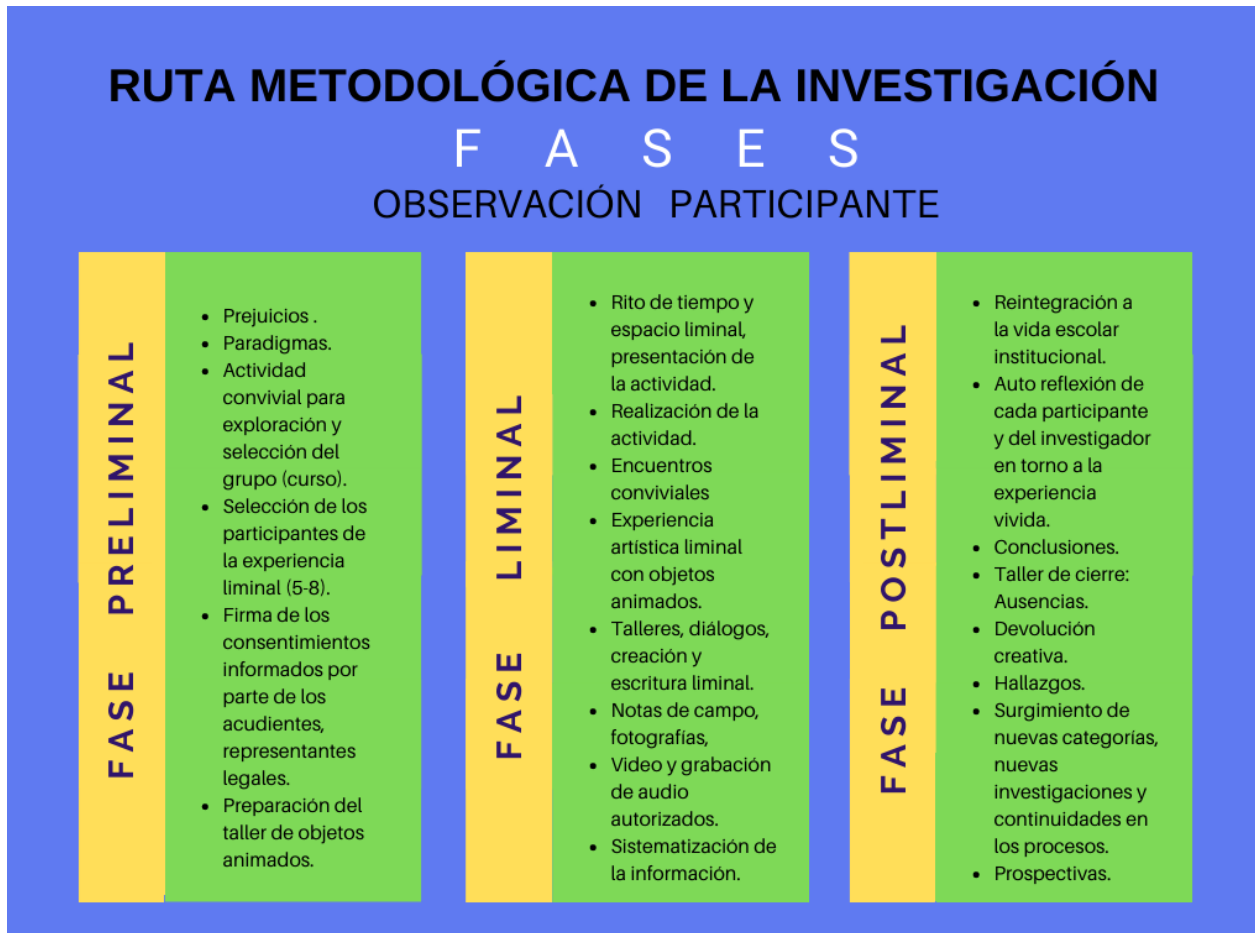 RUTA METODOLÓGICA DE LA INVESTIGACIÓN
F A S E S
OBSERVACIÓN PARTICIPANTE
FASE PRELIMINAL
• Prejuicios .
• Paradigmas.
• Actividad
convivial para
exploración y
selección del
grupo (curso).
• Selección de los
participantes de
la experiencia
liminal (5-8).
• Firma de los
consentimientos
informados por
parte de los
acudientes,
representantes
legales.
• Preparación del
taller de objetos
animados.
FASE LIMINAL
• Rito de tiempo y
espacio liminal,
presentación de
la actividad.
• Realización de la
actividad.
• Encuentros
conviviales
• Experiencia
artística liminal
con objetos
animados.
• Talleres, diálogos,
creación y
escritura liminal.
• Notas de campo,
fotografías,
• Video y grabación
de audio
autorizados.
• Sistematización de
la información.
FASE POSTLIMINAL
• Reintegración a
la vida escolar
institucional.
• Auto reflexión de
cada participante
y del investigador
en torno a la
experiencia
vivida.
• Conclusiones.
• Taller de cierre:
Ausencias.
• Devolución
creativa.
• Hallazgos.
• Surgimiento de
nuevas categorías,
nuevas
investigaciones y
continuidades en
los procesos.
• Prospectivas.